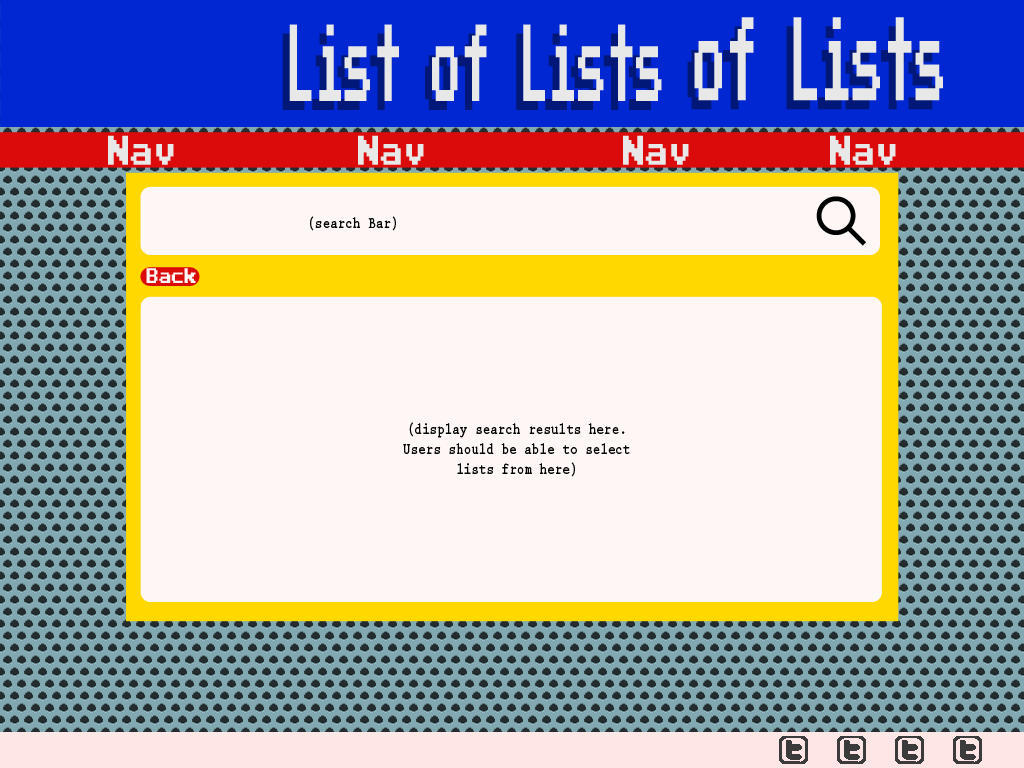 List of Lists of Lists
Nav Nav Nav Nav
(search Bar)
Back
(display search results here.
Users should be able to select
lists from here)
t t t t